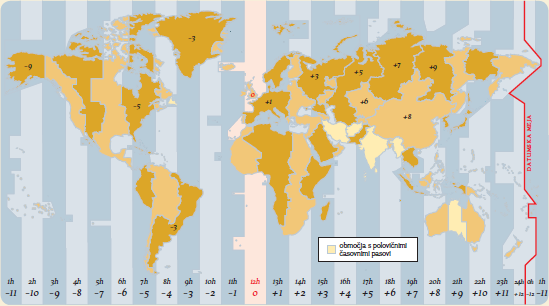 -3
-9
+3
+5
+7
+9
-5
0
+1
+6
+8
-3
DATUMSKA MEJA
območja s polovičnimi
časovnimi pasovi
1h 2h 3h 4h 5h 6h 7h 8h 9h 10h 11h 12h 13h 14h 15h 16h 17h 18h 19h 20h 21h 22h 23h 24h 0h 1h
-11 -10 -9 -8 -7 -6 -5 -4 -3 -2 -1 0 +1 +2 +3 +4 +5 +6 +7 +8 +9 +10 +11 +12 -12 -11